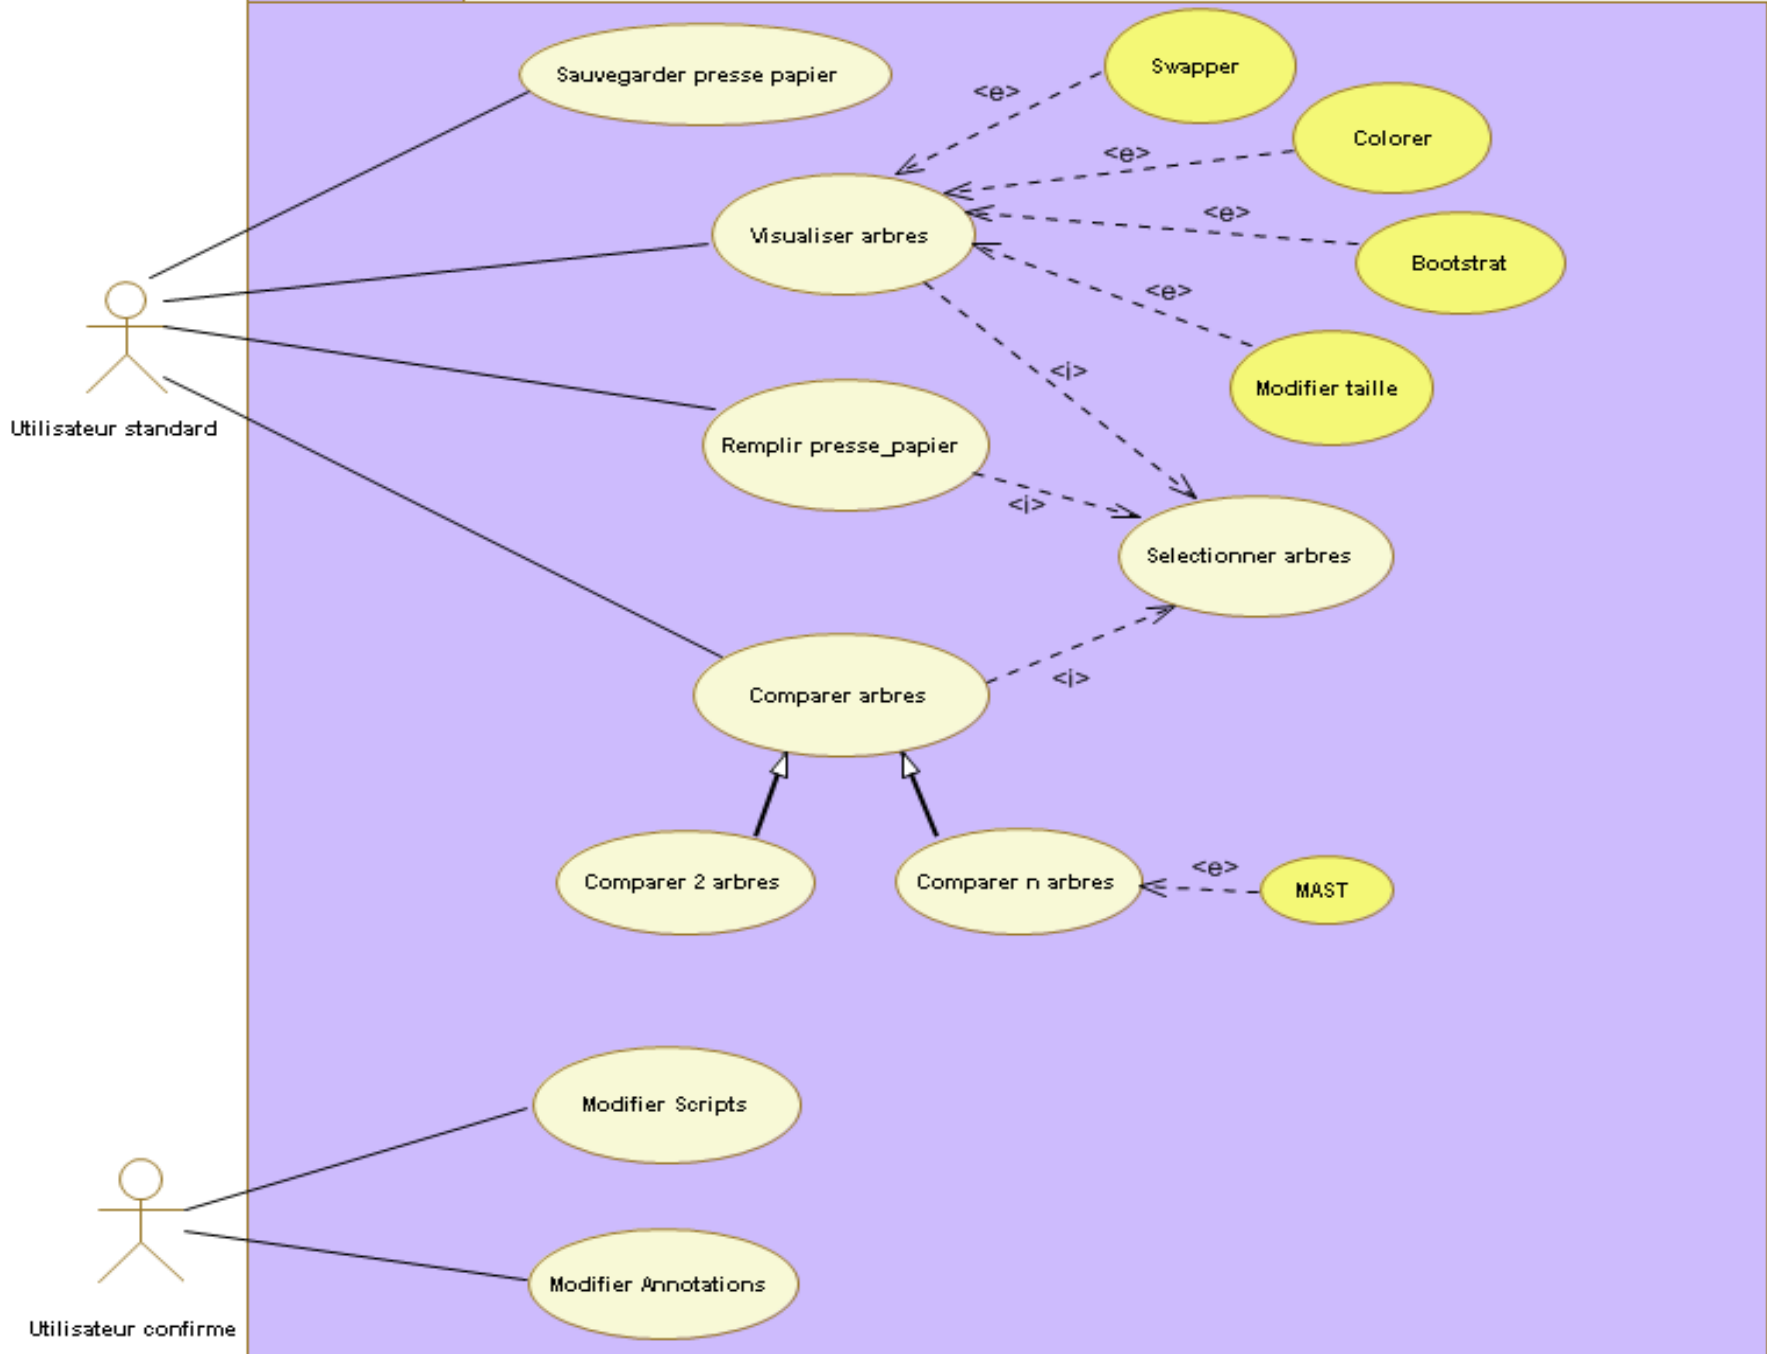 Sauvegarder presse papier
Swapper
<e>
Colorer
<e>
Visualiser arbres
<e>
Bootstrat
<e>
Modifier taille
<i>
Utilisateur standard
Remplir presse_papier
<i>
Selectionner arbres
<i>
Comparer arbres
Comparer 2 arbres
Comparer n arbres
<e>
MAST
Modifier Scripts
Modifier Annotations
Utilisateur confirme